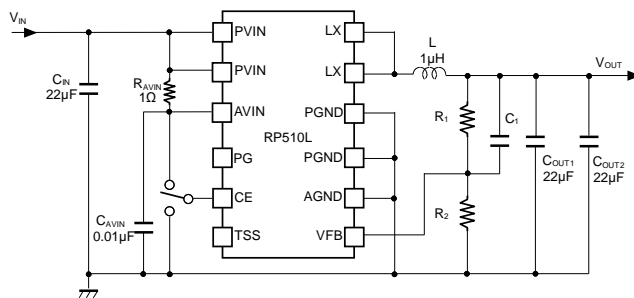 VIN
PVIN
LX
L
1µH
VOUT
CIN
22µF
RAVIN
1Ω
PVIN
LX
AVIN
PGND
R1
C1
RP510L
PG
PGND
COUT1
22µF
COUT2
22µF
CE
AGND
R2
CAVIN
0.01µF
TSS
VFB